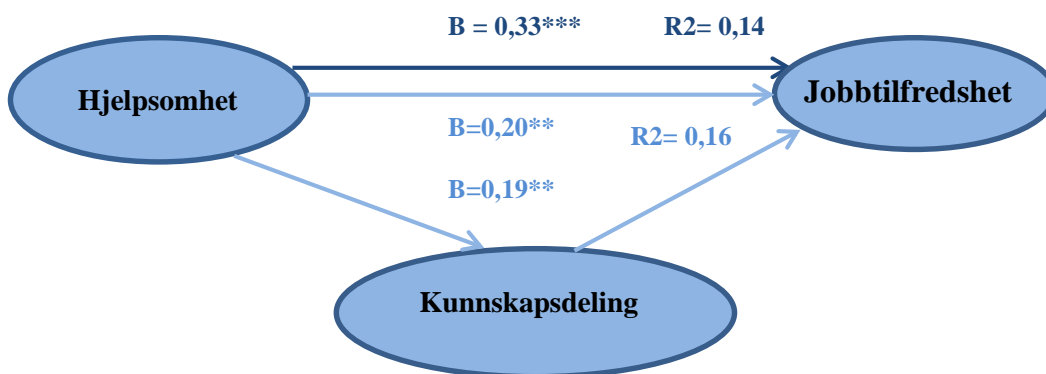 B = 0,33*** R2= 0,14
Hjelpsomhet
Jobbtilfredshet
B=0,20**
R2= 0,16
B=0,19**
Kunnskapsdeling